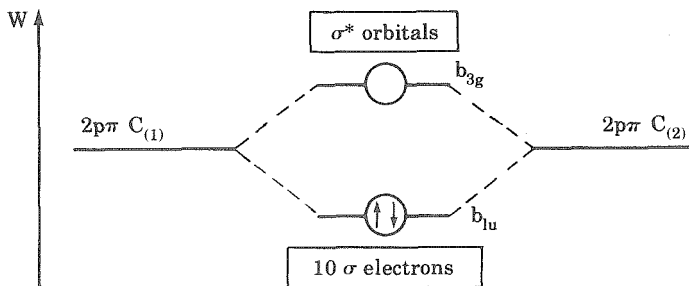 W
σ* orbitals
b₃g
2pπ C₍₁₎
2pπ C₍₂₎
b₁u
10 σ electrons